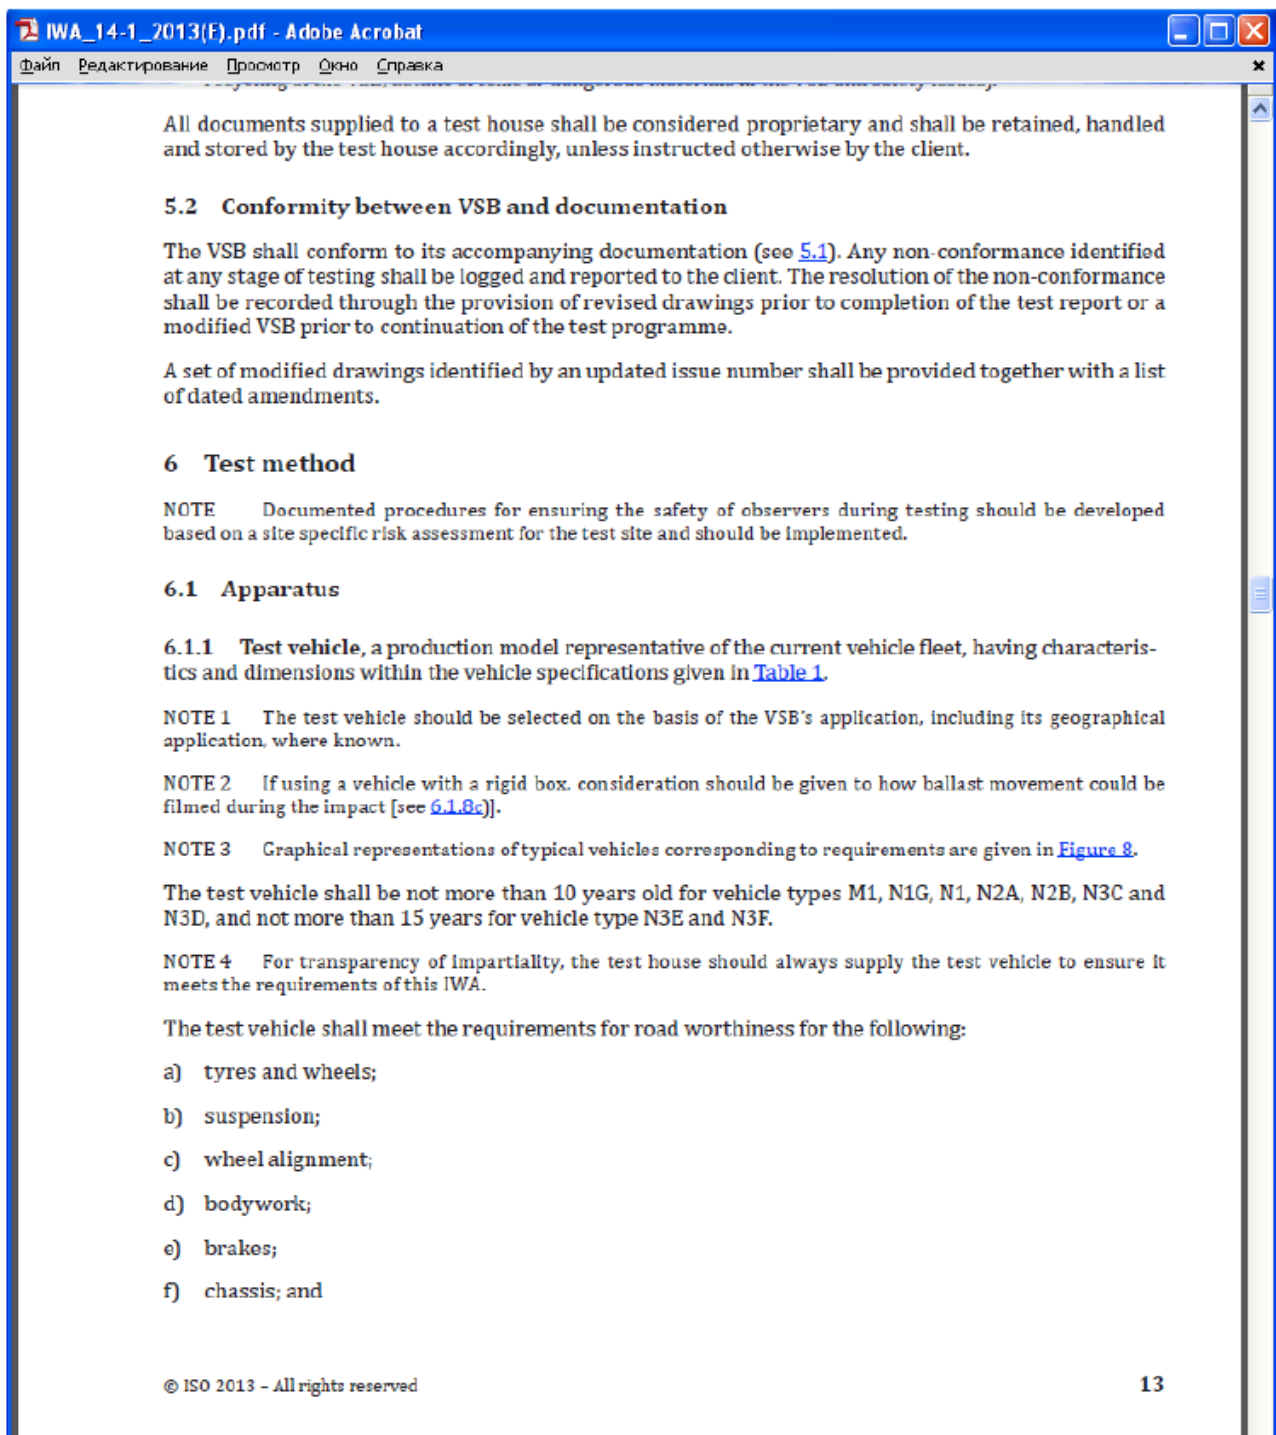 IWA_14-1_2013(E).pdf - Adobe Acrobat
Файл Редактирование Просмотр Окно Справка
All documents supplied to a test house shall be considered proprietary and shall be retained, handled
and stored by the test house accordingly, unless instructed otherwise by the client.
5.2 Conformity between VSB and documentation
The VSB shall conform to its accompanying documentation (see 5.1). Any non-conformance identified
at any stage of testing shall be logged and reported to the client. The resolution of the non-conformance
shall be recorded through the provision of revised drawings prior to completion of the test report or a
modified VSB prior to continuation of the test programme.
A set of modified drawings identified by an updated issue number shall be provided together with a list
of dated amendments.
6 Test method
NOTE Documented procedures for ensuring the safety of observers during testing should be developed
based on a site specific risk assessment for the test site and should be implemented.
6.1 Apparatus
6.1.1 Test vehicle, a production model representative of the current vehicle fleet, having characteris-
tics and dimensions within the vehicle specifications given in Table 1.
NOTE 1 The test vehicle should be selected on the basis of the VSB's application, including its geographical
application, where known.
NOTE 2 If using a vehicle with a rigid box. consideration should be given to how ballast movement could be
filmed during the impact [see 6.1.8c)].
NOTE 3 Graphical representations of typical vehicles corresponding to requirements are given in Figure 8.
The test vehicle shall be not more than 10 years old for vehicle types M1, N1G, N1, N2A, N2B, N3C and
N3D, and not more than 15 years for vehicle type N3E and N3F.
NOTE 4 For transparency of impartiality, the test house should always supply the test vehicle to ensure it
meets the requirements of this IWA.
The test vehicle shall meet the requirements for road worthiness for the following:
a) tyres and wheels;
b) suspension;
c) wheel alignment;
d) bodywork;
e) brakes;
f) chassis; and
© ISO 2013 – All rights reserved 13